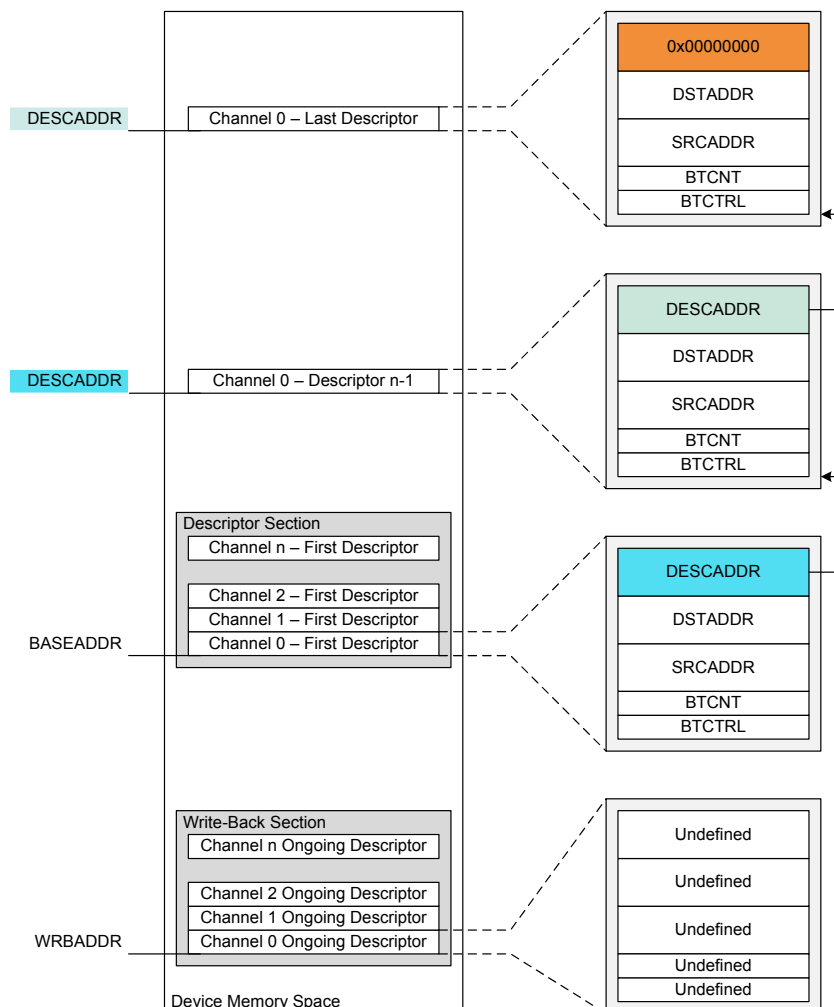 0x00000000
DSTADDR
DESCADDR
Channel 0 – Last Descriptor
SRCADDR
BTCNT
BTCTRL
DESCADDR
DSTADDR
DESCADDR
Channel 0 – Descriptor n-1
SRCADDR
BTCNT
BTCTRL
Descriptor Section
Channel n – First Descriptor
DESCADDR
Channel 2 – First Descriptor
Channel 1 – First Descriptor
DSTADDR
BASEADDR
Channel 0 – First Descriptor
SRCADDR
BTCNT
BTCTRL
Write-Back Section
Channel n Ongoing Descriptor
Undefined
Channel 2 Ongoing Descriptor
Undefined
Channel 1 Ongoing Descriptor
Undefined
WRBADDR
Channel 0 Ongoing Descriptor
Undefined
Undefined
Device Memory Space